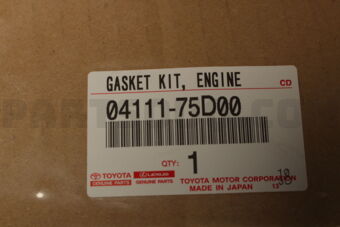 GASKET KIT, ENGINE
CD
04111-75D00
QTY:
1
TOYOTA
GENUINE PARTS
LEXUS
GENUINE PARTS
TOYOTA MOTOR CORPORATION
MADE IN JAPAN
13